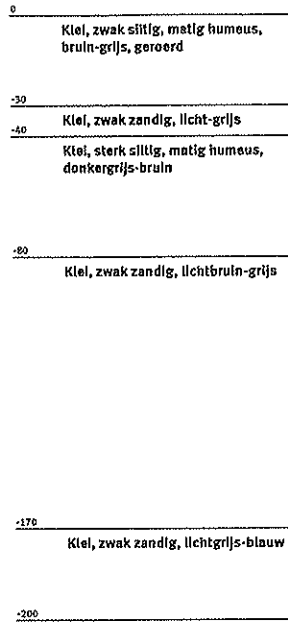 0
Klei, zwak siltig, matig humeus,
bruin-grijs, geroerd
-30
Klei, zwak zandig, licht-grijs
-40
Klei, sterk siltig, matig humeus,
donkergrijs-bruin
-80
Klei, zwak zandig, lichtbruin-grijs
-170
Klei, zwak zandig, lichtgrijs-blauw
-200